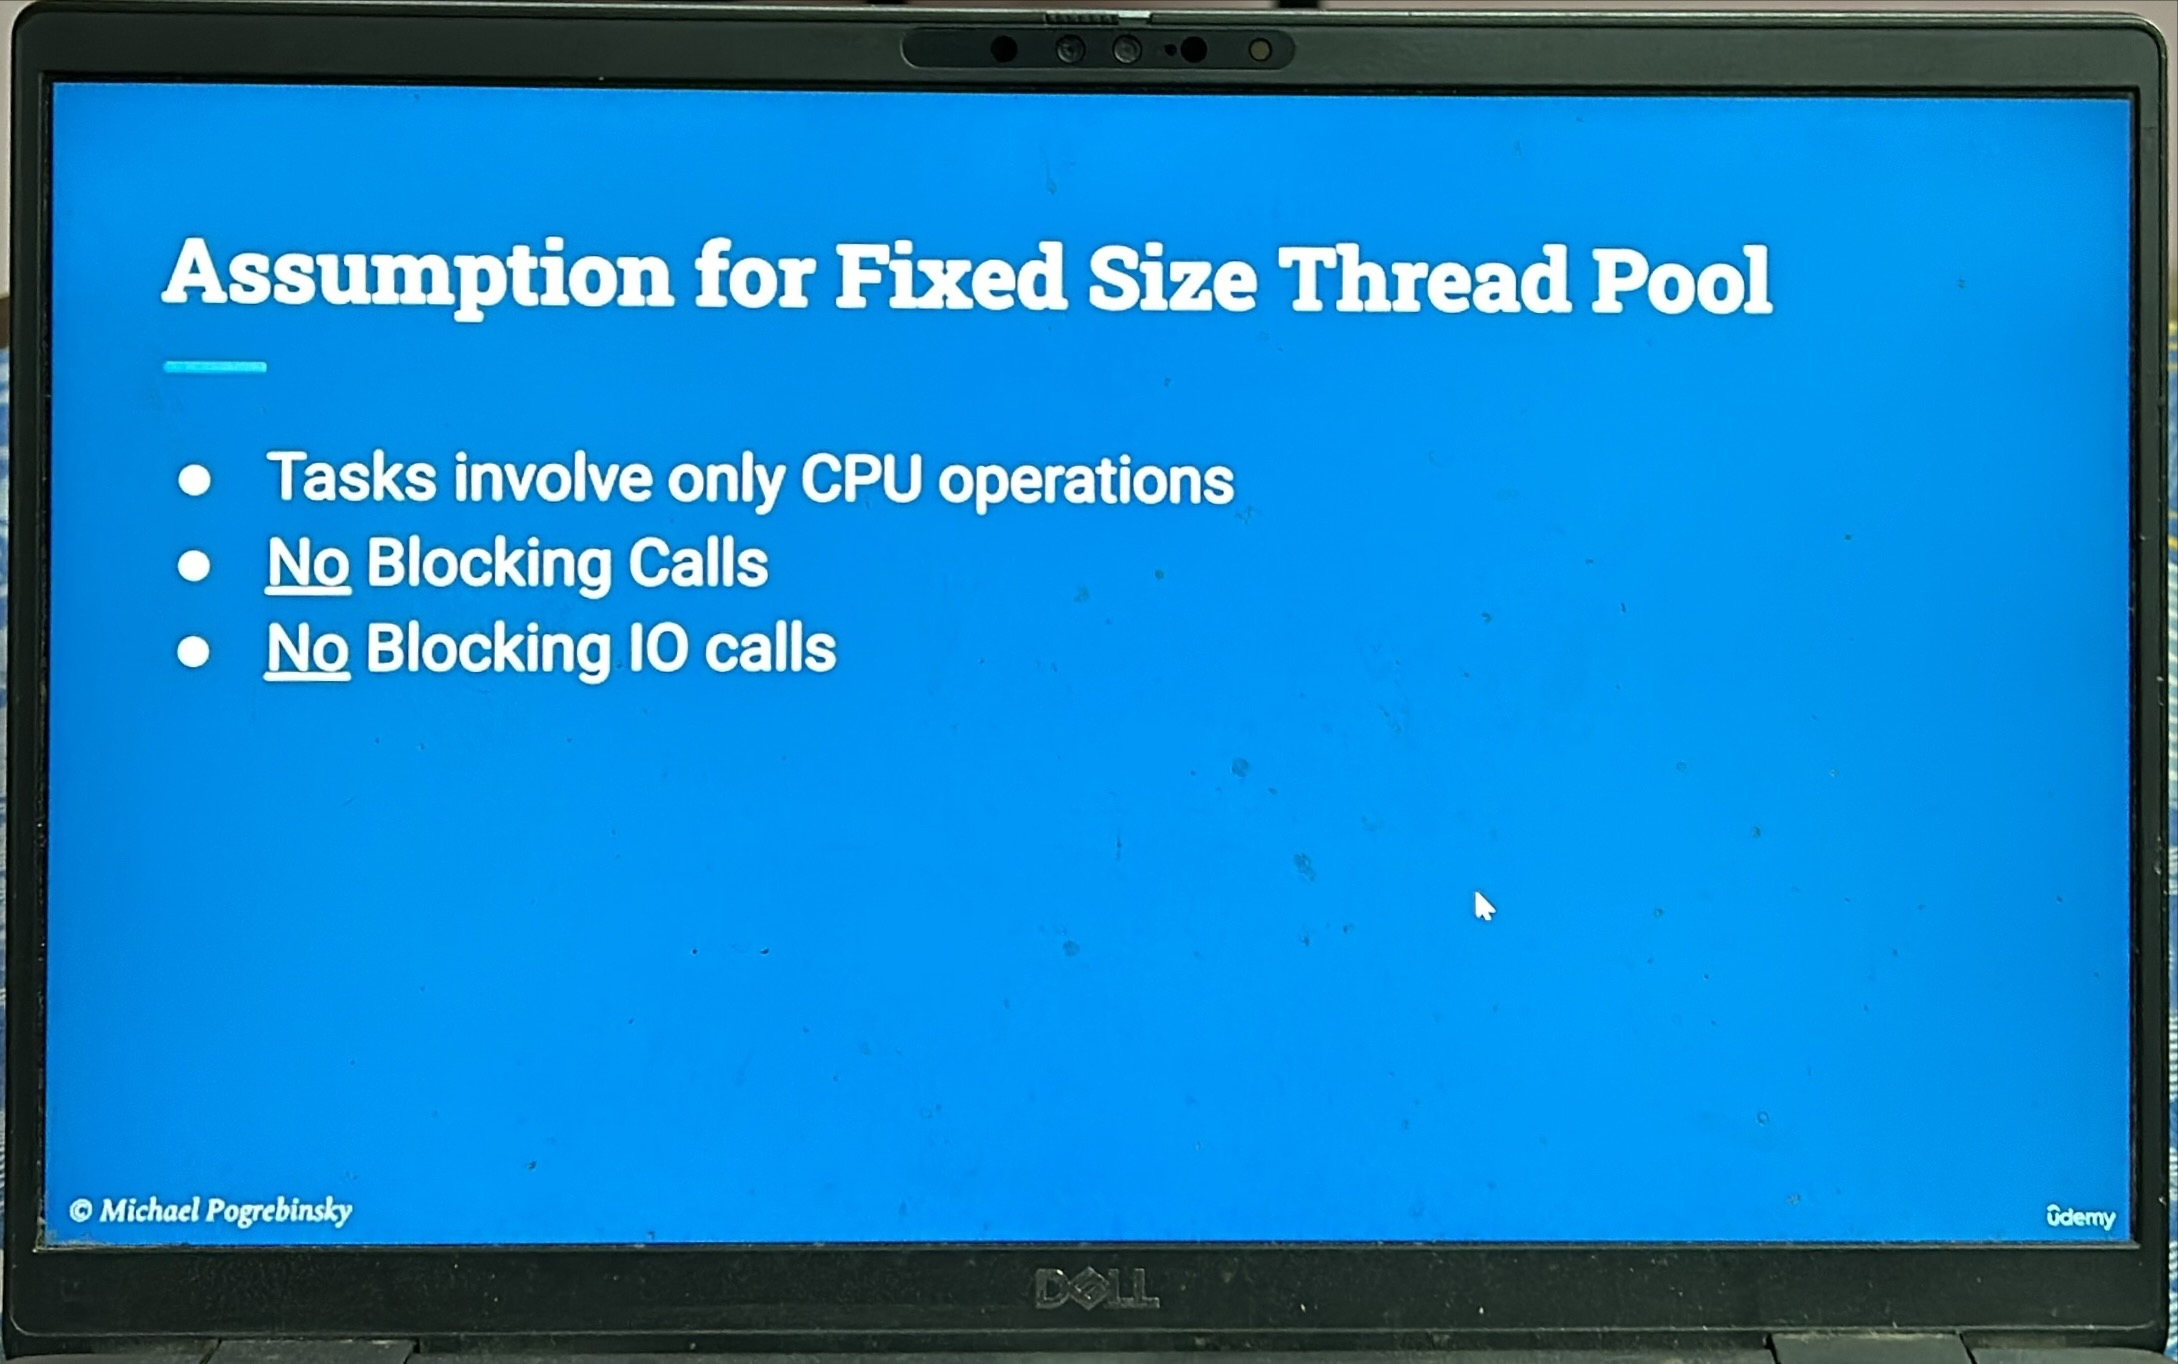 Assumption for Fixed Size Thread Pool
● Tasks involve only CPU operations
● No Blocking Calls
● No Blocking IO calls
© Michael Pogrebinsky
ûdemy
DELL